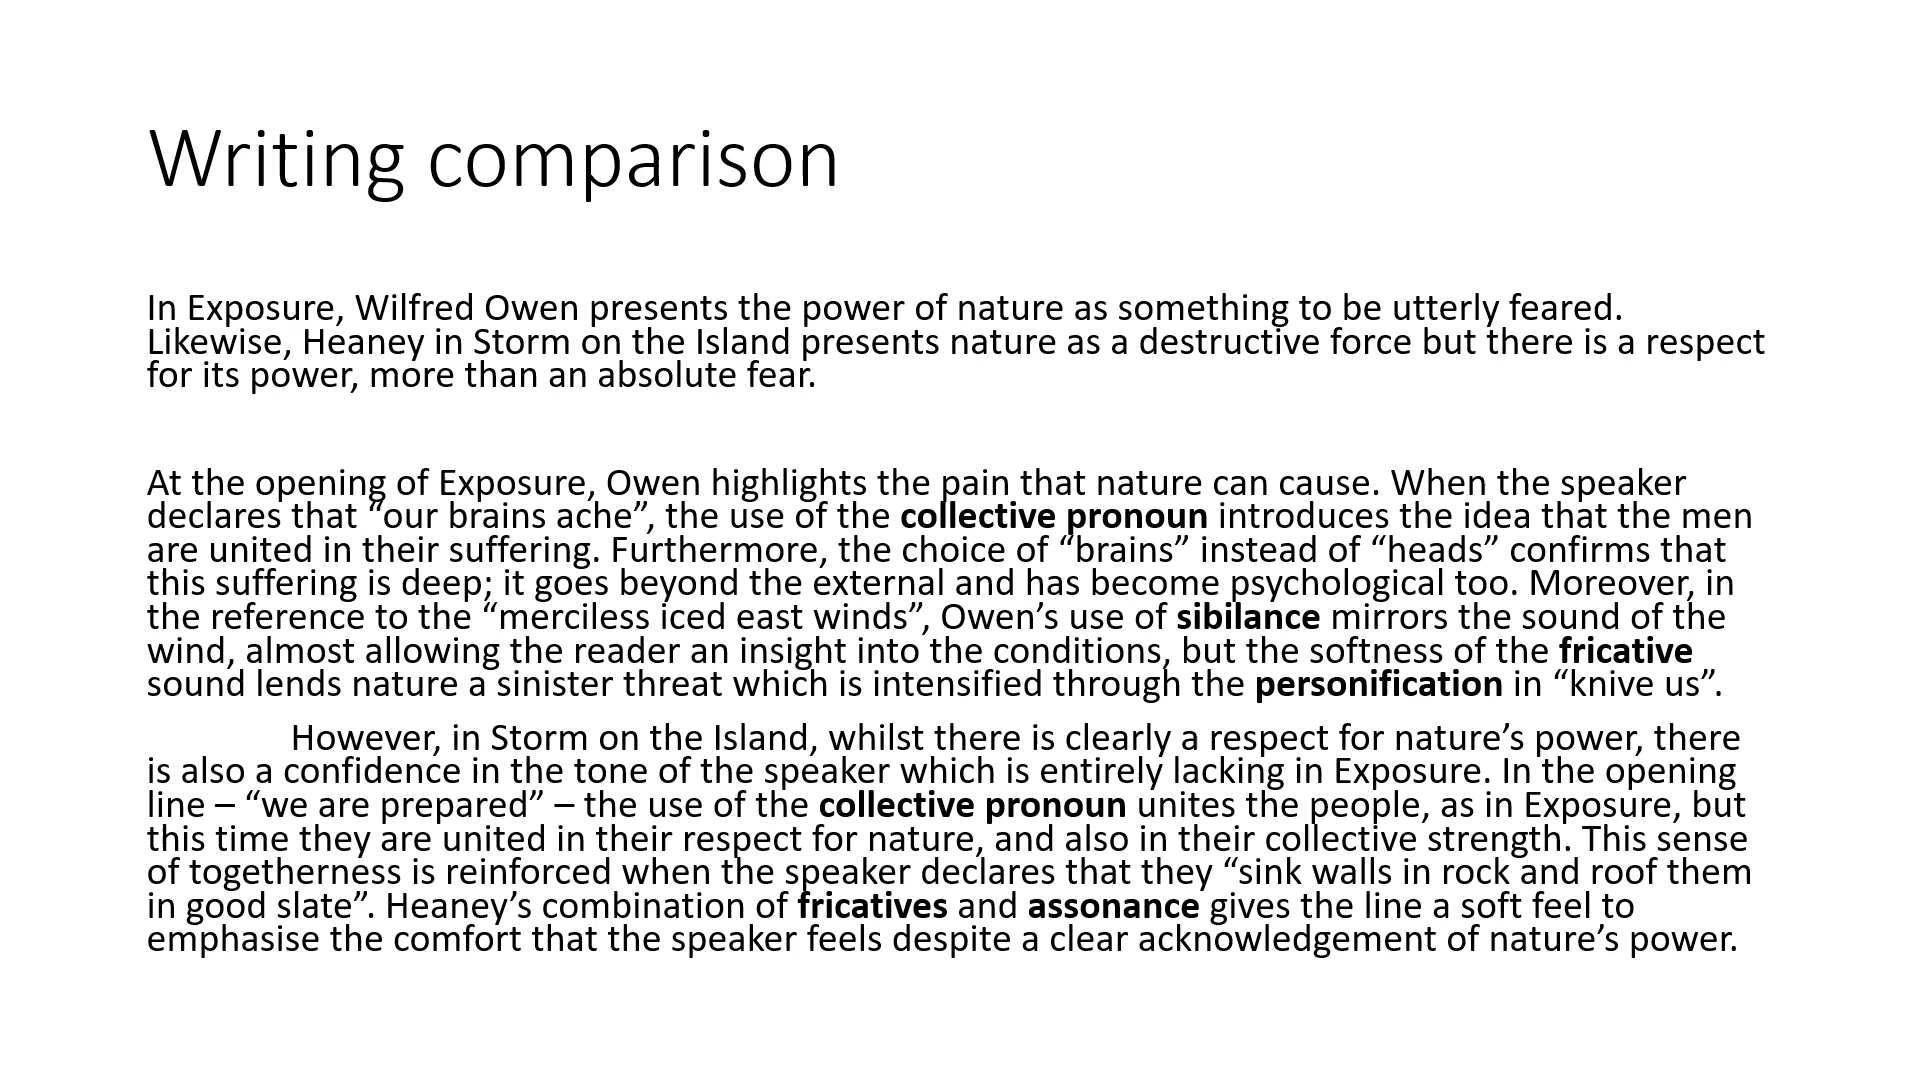 Writing comparison
In Exposure, Wilfred Owen presents the power of nature as something to be utterly feared.
Likewise, Heaney in Storm on the Island presents nature as a destructive force but there is a respect
for its power, more than an absolute fear.
At the opening of Exposure, Owen highlights the pain that nature can cause. When the speaker
declares that “our brains ache”, the use of the collective pronoun introduces the idea that the men
are united in their suffering. Furthermore, the choice of “brains” instead of “heads” confirms that
this suffering is deep; it goes beyond the external and has become psychological too. Moreover, in
the reference to the “merciless iced east winds”, Owen’s use of sibilance mirrors the sound of the
wind, almost allowing the reader an insight into the conditions, but the softness of the fricative
sound lends nature a sinister threat which is intensified through the personification in “knive us”.
However, in Storm on the Island, whilst there is clearly a respect for nature’s power, there
is also a confidence in the tone of the speaker which is entirely lacking in Exposure. In the opening
line – “we are prepared” – the use of the collective pronoun unites the people, as in Exposure, but
this time they are united in their respect for nature, and also in their collective strength. This sense
of togetherness is reinforced when the speaker declares that they “sink walls in rock and roof them
in good slate”. Heaney’s combination of fricatives and assonance gives the line a soft feel to
emphasise the comfort that the speaker feels despite a clear acknowledgement of nature’s power.